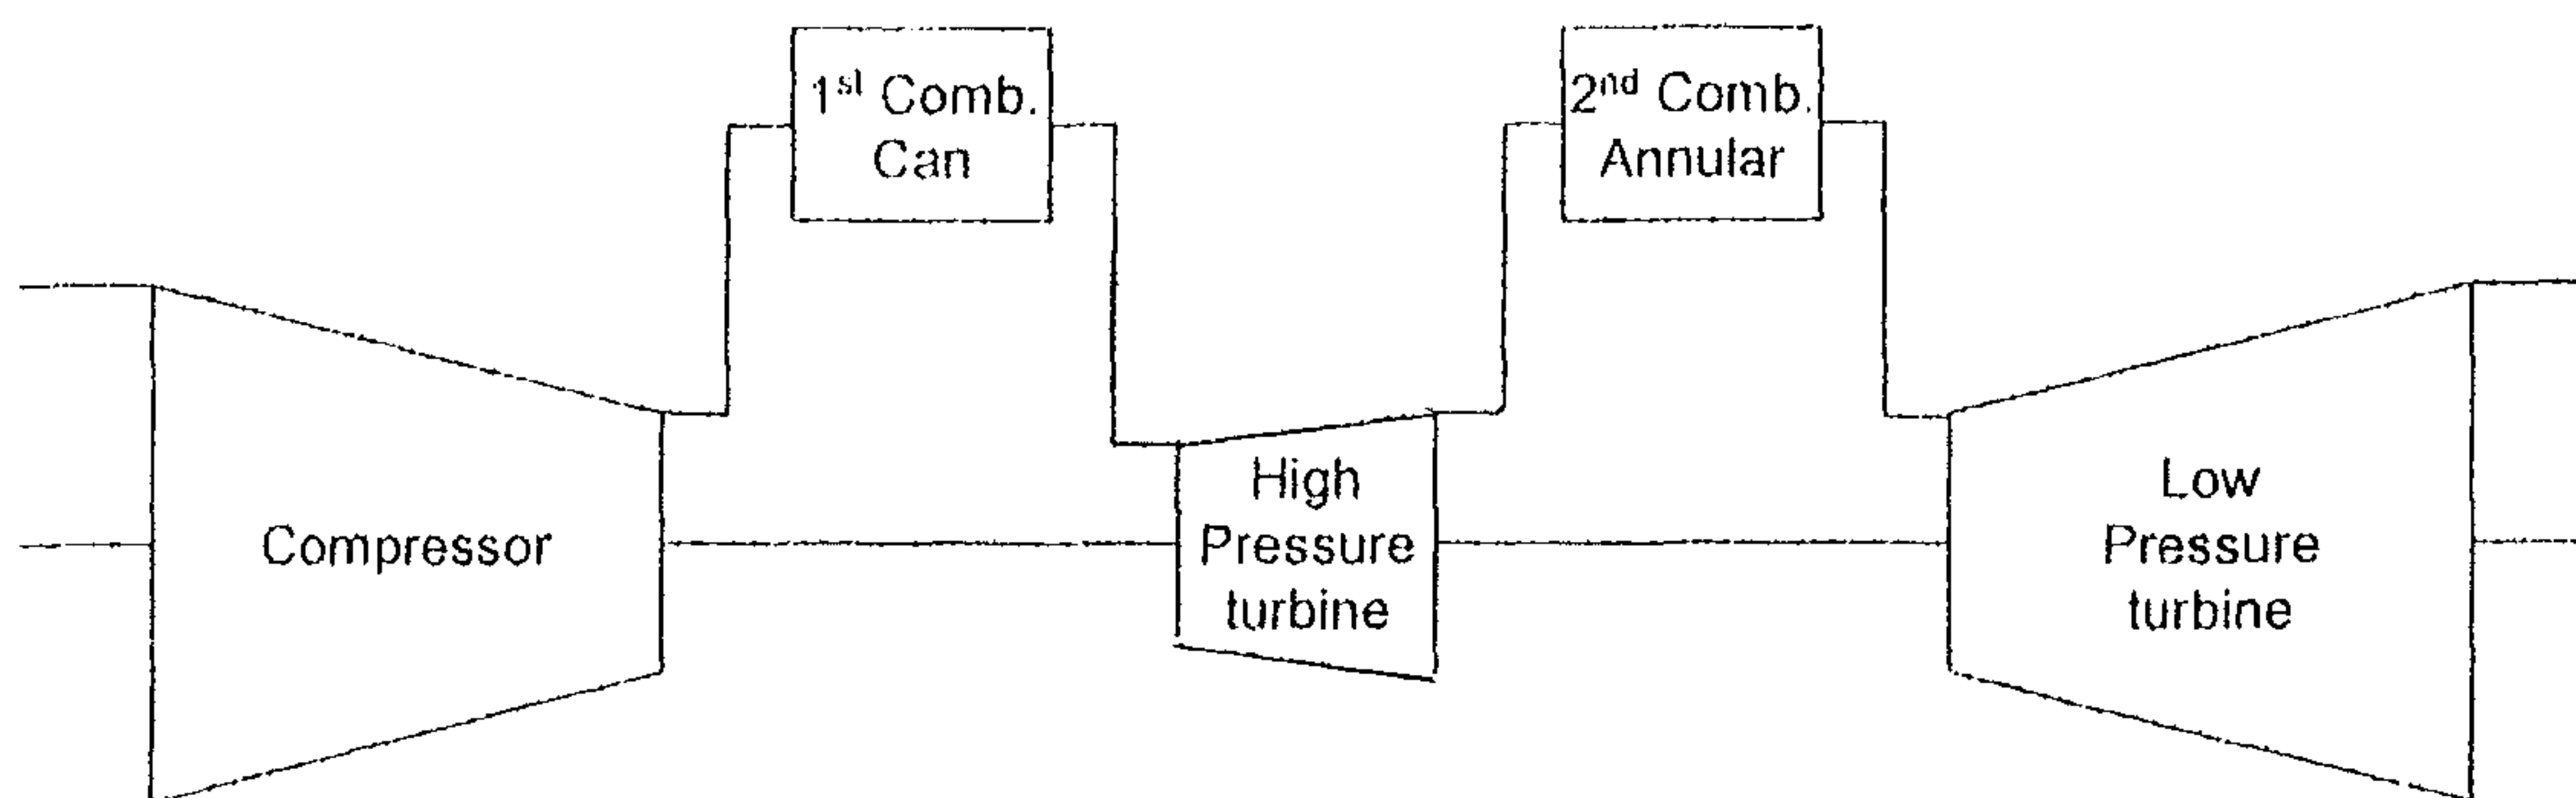 1st Comb.
Can
2nd Comb.
Annular
Compressor
High
Pressure
turbine
Low
Pressure
turbine